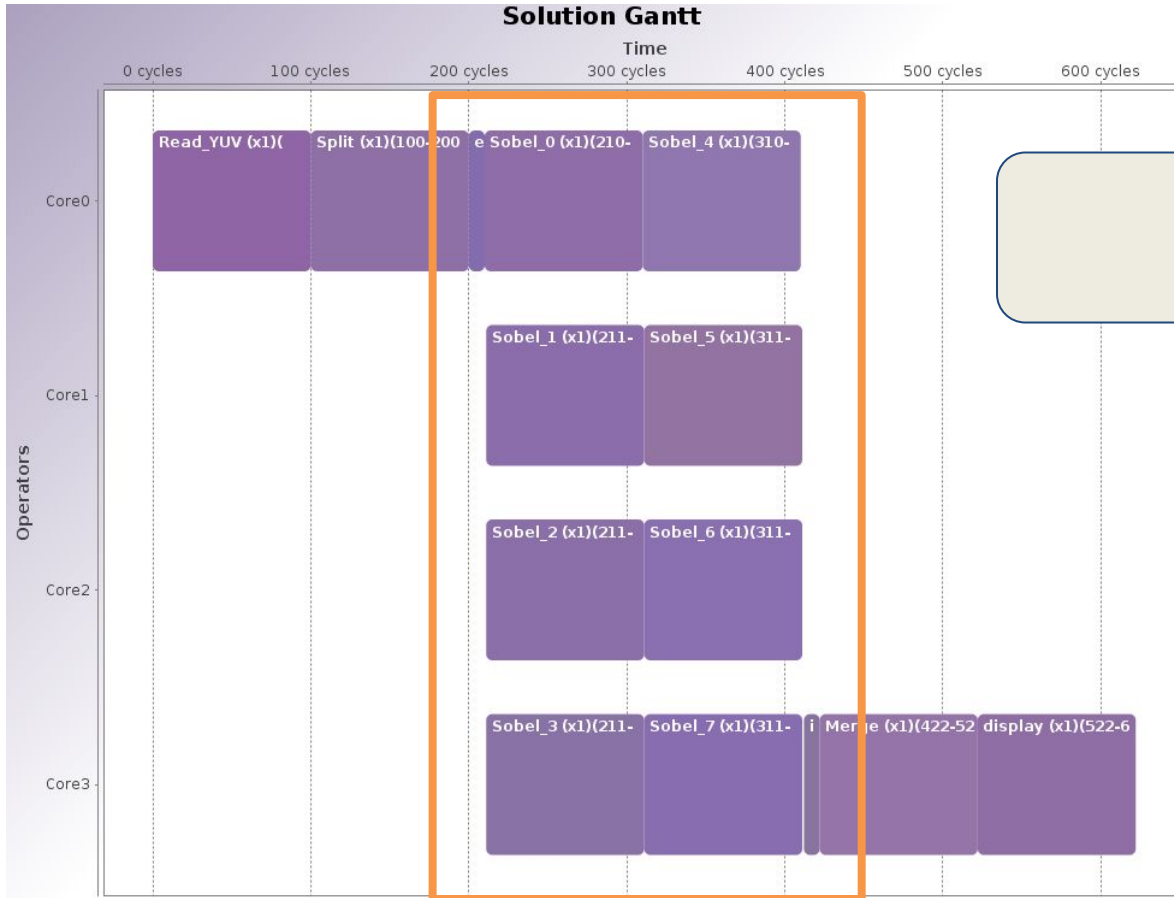 Solution Gantt
Time
0 cycles 100 cycles 200 cycles 300 cycles 400 cycles 500 cycles 600 cycles
Operators
Core0
Read_YUV (x1)( Split (x1)(100-200 e Sobel_0 (x1)(210- Sobel_4 (x1)(310-
Core1
Sobel_1 (x1)(211- Sobel_5 (x1)(311-
Core2
Sobel_2 (x1)(211- Sobel_6 (x1)(311-
Core3
Sobel_3 (x1)(211- Sobel_7 (x1)(311- i Merge (x1)(422-52 display (x1)(522-6